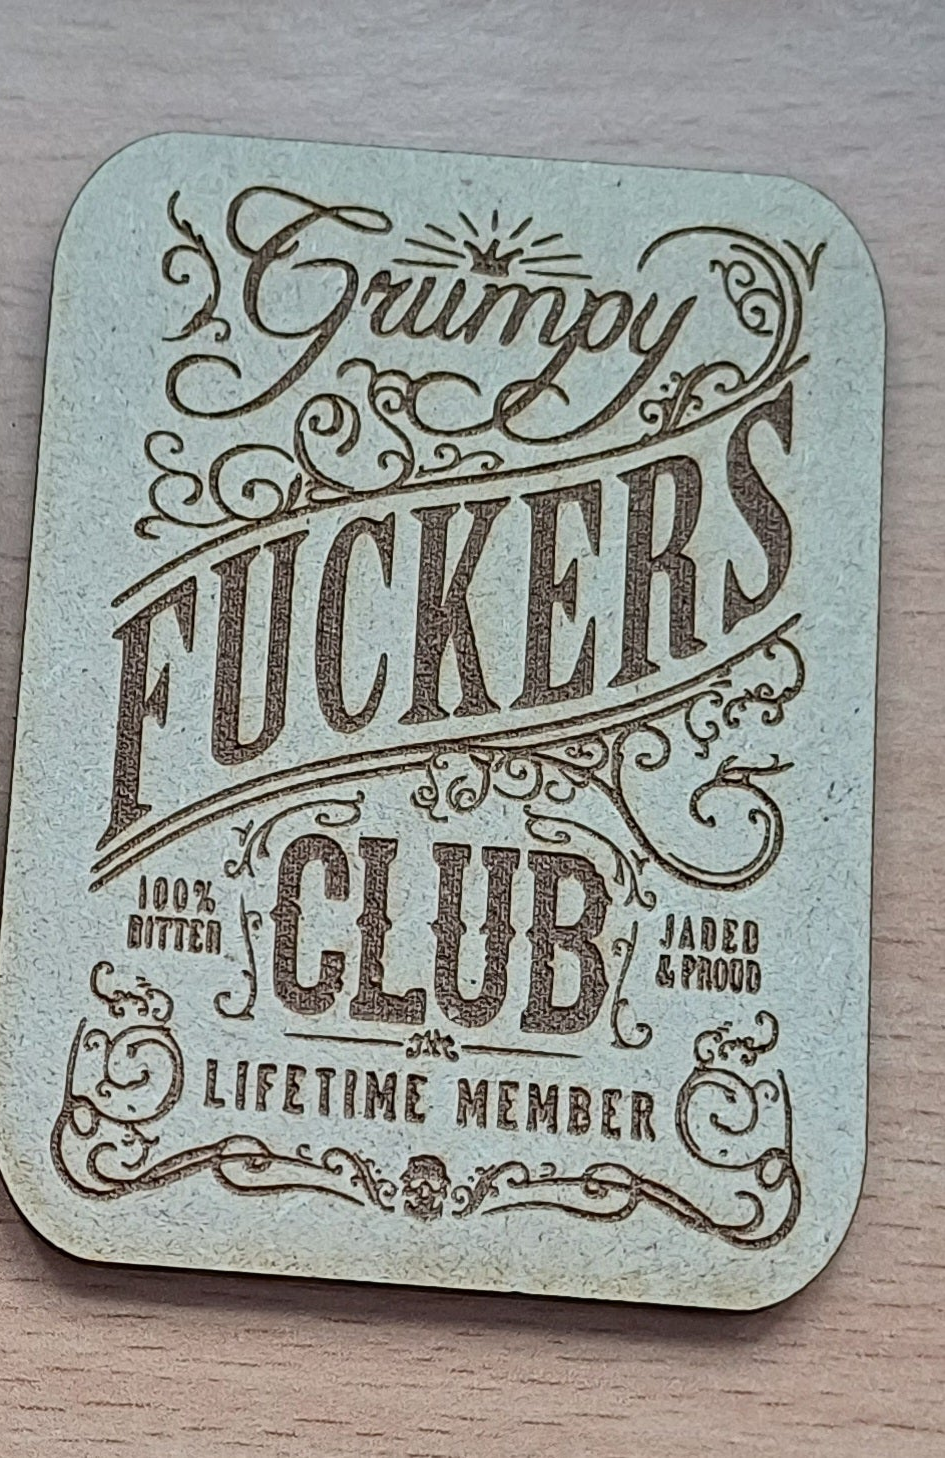 Grumpy
FUCKERS
CLUB
100%
BITTER
JADED
& PROUD
LIFETIME MEMBER